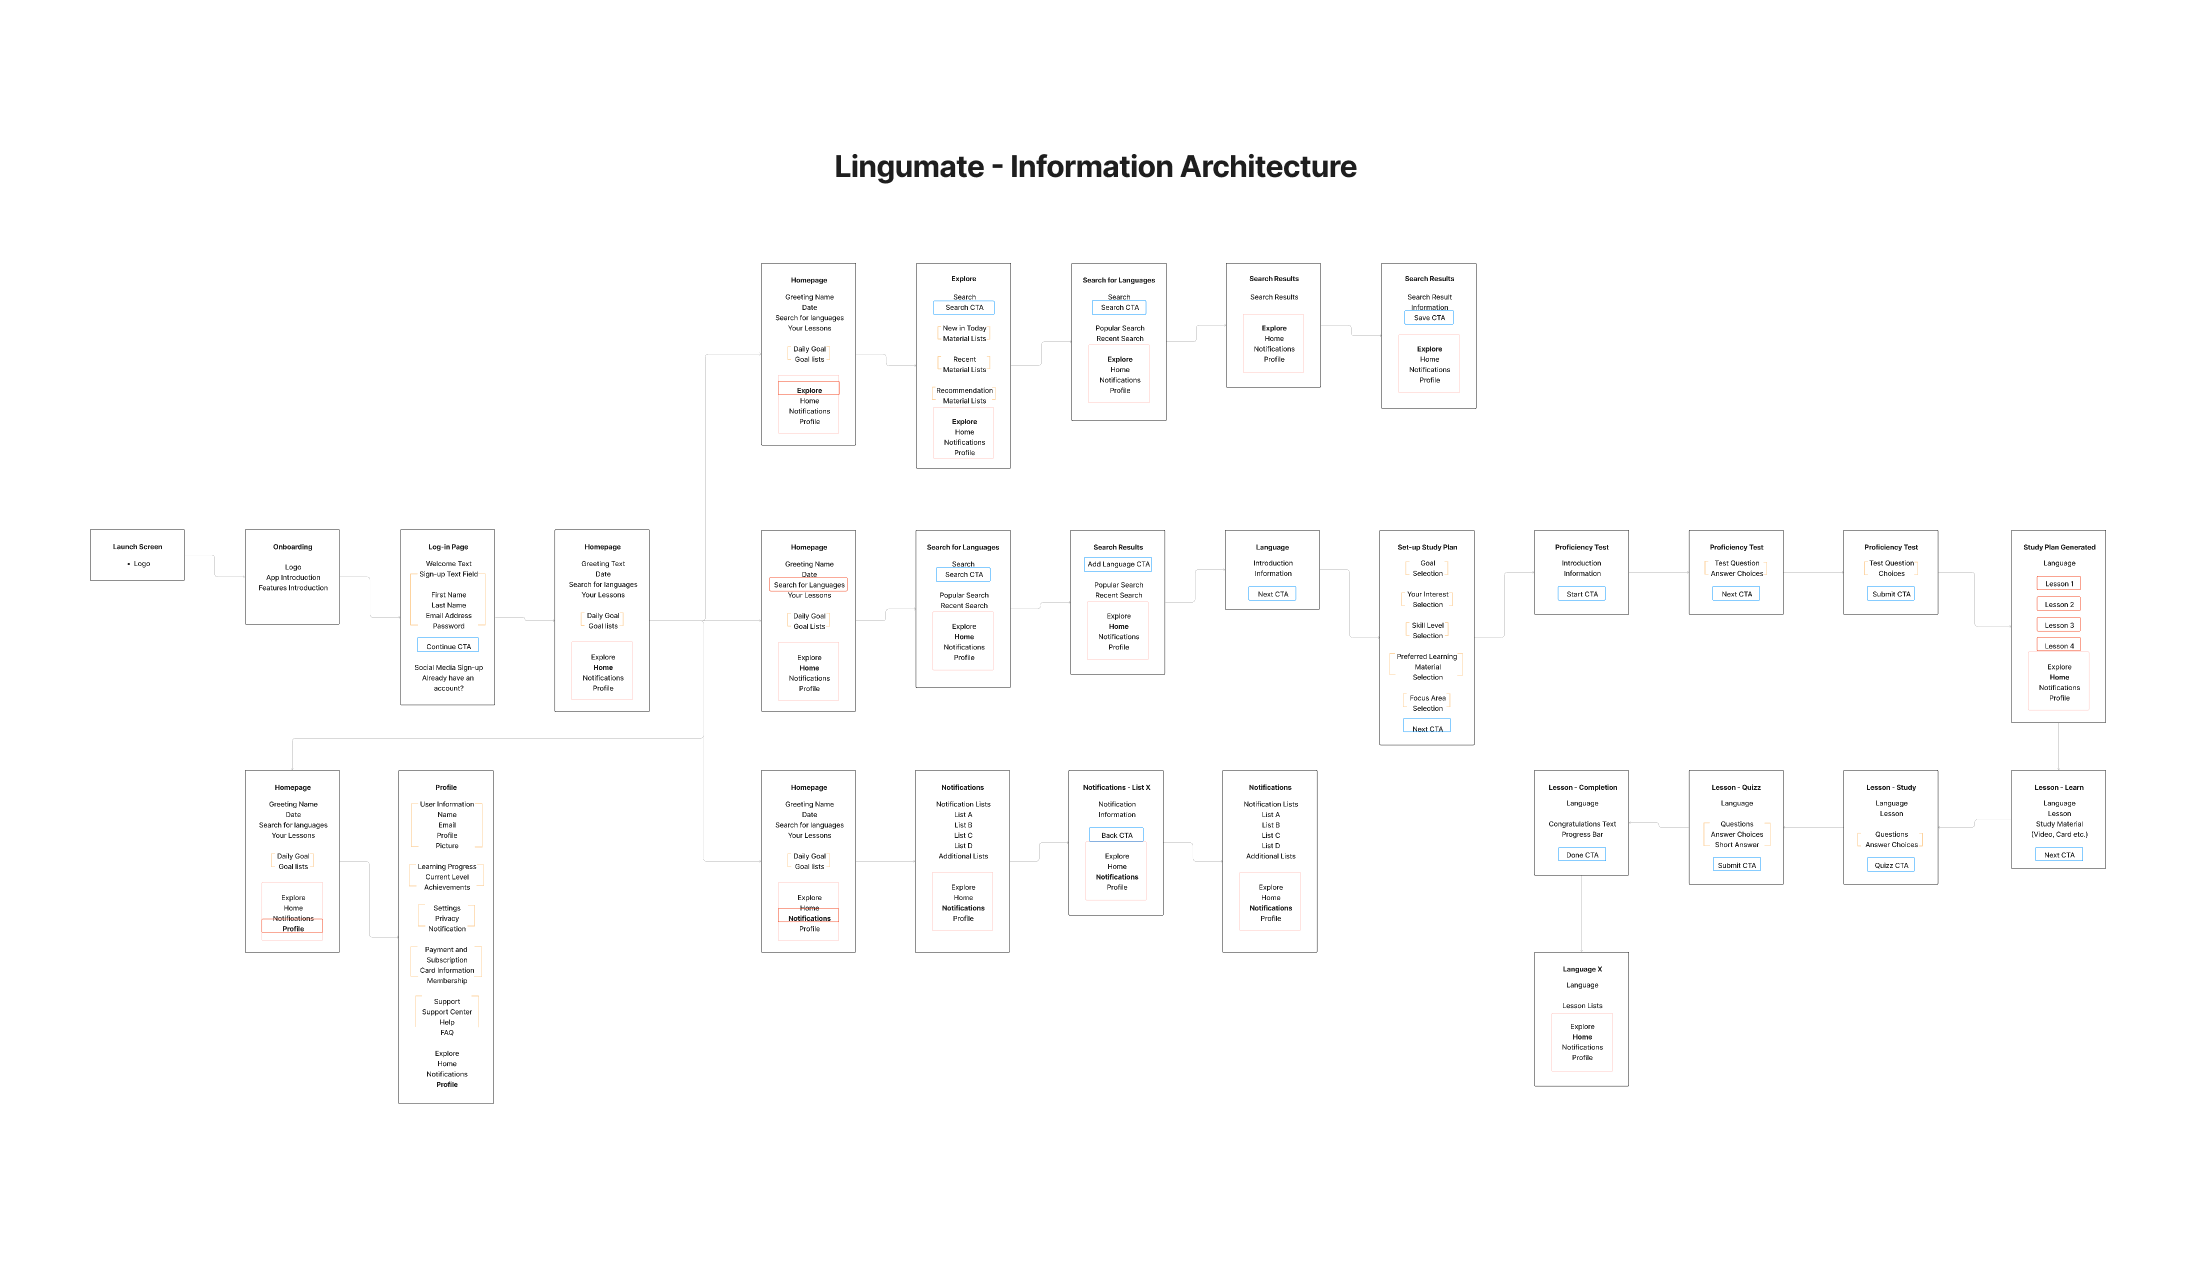 Lingumate - Information Architecture
Homepage
Greeting Name
Date
Search for languages
Your Lessons
Daily Goal
Goal lists
Explore
Home
Notifications
Profile
Explore
Search
Search CTA
New in Today
Material Lists
Recent
Material Lists
Recommendation
Material Lists
Explore
Home
Notifications
Profile
Search for Languages
Search
Search CTA
Popular Search
Recent Search
Explore
Home
Notifications
Profile
Search Results
Search Results
Explore
Home
Notifications
Profile
Search Results
Search Result
Information
Save CTA
Explore
Home
Notifications
Profile
Launch Screen
• Logo
Onboarding
Logo
App Introduction
Features Introduction
Log-in Page
Welcome Text
Sign-up Text Field
First Name
Last Name
Email Address
Password
Continue CTA
Social Media Sign-up
Already have an
account?
Homepage
Greeting Text
Date
Search for languages
Your Lessons
Daily Goal
Goal lists
Explore
Home
Notifications
Profile
Homepage
Greeting Name
Date
Search for Languages
Your Lessons
Daily Goal
Goal Lists
Explore
Home
Notifications
Profile
Search for Languages
Search
Search CTA
Popular Search
Recent Search
Explore
Home
Notifications
Profile
Search Results
Add Language CTA
Popular Search
Recent Search
Explore
Home
Notifications
Profile
Language
Introduction
Information
Next CTA
Set-up Study Plan
Goal
Selection
Your Interest
Selection
Skill Level
Selection
Preferred Learning
Material
Selection
Focus Area
Selection
Next CTA
Proficiency Test
Introduction
Information
Start CTA
Proficiency Test
Test Question
Answer Choices
Next CTA
Proficiency Test
Test Question
Choices
Submit CTA
Study Plan Generated
Language
Lesson 1
Lesson 2
Lesson 3
Lesson 4
Explore
Home
Notifications
Profile
Homepage
Greeting Name
Date
Search for languages
Your Lessons
Daily Goal
Goal lists
Explore
Home
Notifications
Profile
Profile
User Information
Name
Email
Profile
Picture
Learning Progress
Current Level
Achievements
Settings
Privacy
Notification
Payment and
Subscription
Card Information
Membership
Support
Support Center
Help
FAQ
Explore
Home
Notifications
Profile
Homepage
Greeting Name
Date
Search for languages
Your Lessons
Daily Goal
Goal lists
Explore
Home
Notifications
Profile
Notifications
Notification Lists
List A
List B
List C
List D
Additional Lists
Explore
Home
Notifications
Profile
Notifications - List X
Notification
Information
Back CTA
Explore
Home
Notifications
Profile
Notifications
Notification Lists
List A
List B
List C
List D
Additional Lists
Explore
Home
Notifications
Profile
Lesson - Completion
Language
Congratulations Text
Progress Bar
Done CTA
Lesson - Quizz
Language
Questions
Answer Choices
Short Answer
Submit CTA
Lesson - Study
Language
Lesson
Questions
Answer Choices
Quizz CTA
Lesson - Learn
Language
Lesson
Study Material
(Video, Card etc.)
Next CTA
Language X
Language
Lesson Lists
Explore
Home
Notifications
Profile